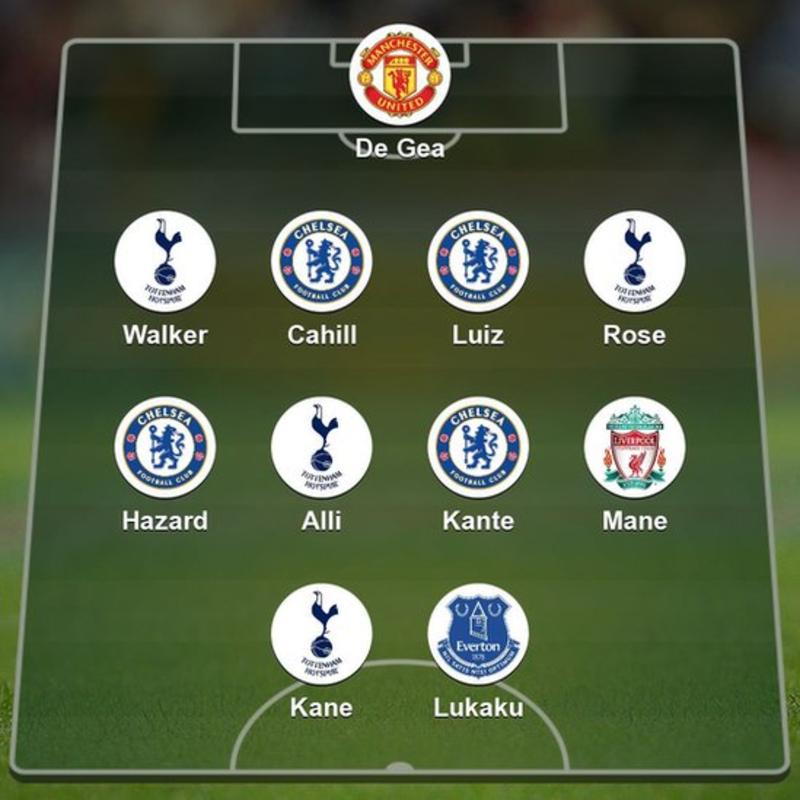 MANCHESTER
UNITED
De Gea
TOTTENHAM
HOTSPUR
CHELSEA
FOOTBALL CLUB
CHELSEA
FOOTBALL CLUB
TOTTENHAM
HOTSPUR
Walker
Cahill
Luiz
Rose
CHELSEA
FOOTBALL CLUB
TOTTENHAM
HOTSPUR
CHELSEA
FOOTBALL CLUB
LIVERPOOL
FOOTBALL CLUB
Hazard
Alli
Kante
Mane
TOTTENHAM
HOTSPUR
Everton
1878
NIL SATIS NISI OPTIMUM
Kane
Lukaku